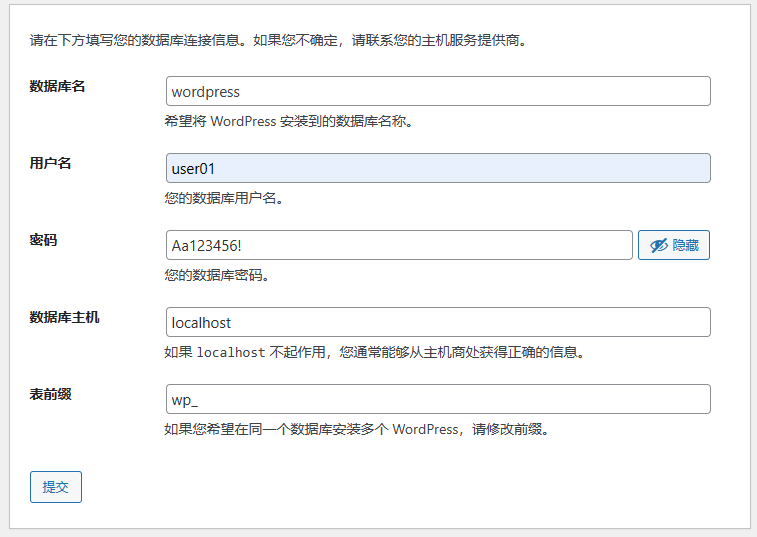 请在下方填写您的数据库连接信息。如果您不确定，请联系您的主机服务提供商。
数据库名
wordpress
希望将 WordPress 安装到的数据库名称。
用户名
user01
您的数据库用户名。
密码
Aa123456!
隐藏
您的数据库密码。
数据库主机
localhost
如果 localhost 不起作用，您通常能够从主机商处获得正确的信息。
表前缀
wp_
如果您希望在同一个数据库安装多个 WordPress，请修改前缀。
提交